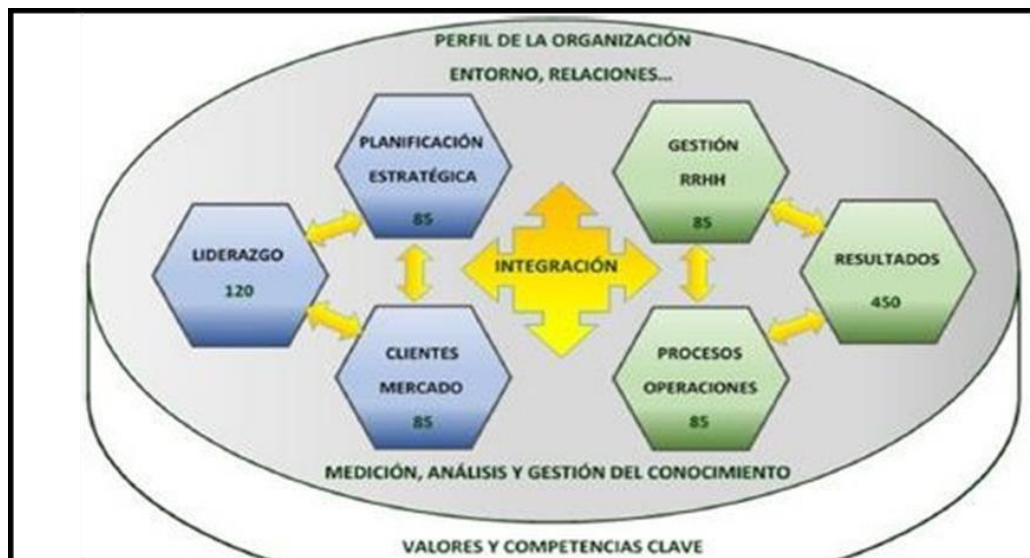 PERFIL DE LA ORGANIZACIÓN
ENTORNO, RELACIONES...
PLANIFICACIÓN
ESTRATÉGICA
85
GESTIÓN
RRHH
85
LIDERAZGO
120
INTEGRACIÓN
RESULTADOS
450
CLIENTES
MERCADO
85
PROCESOS
OPERACIONES
85
MEDICIÓN, ANÁLISIS Y GESTIÓN DEL CONOCIMIENTO
VALORES Y COMPETENCIAS CLAVE